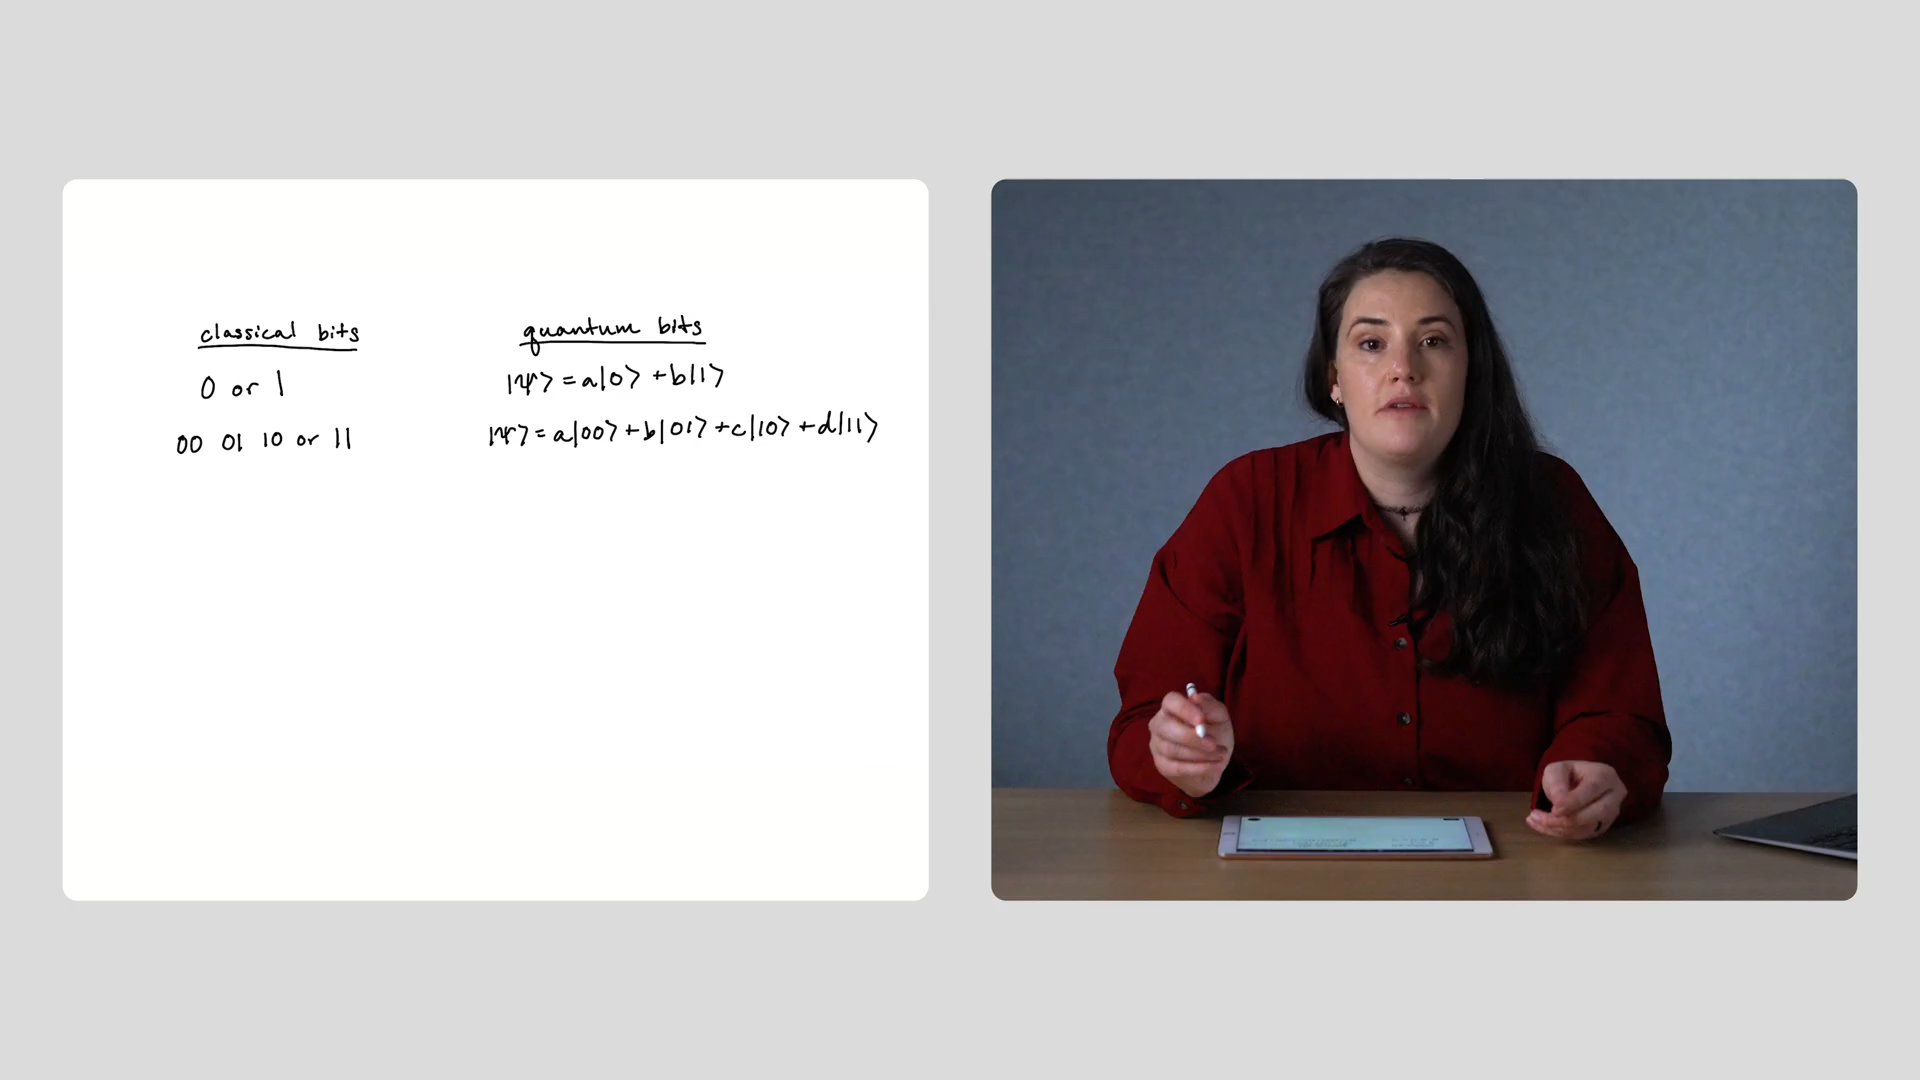 classical bits
0 or 1
00 01 10 or 11
quantum bits
|ψ⟩ = a|0⟩ + b|1⟩
|ψ⟩ = a|00⟩ + b|01⟩ + c|10⟩ + d|11⟩